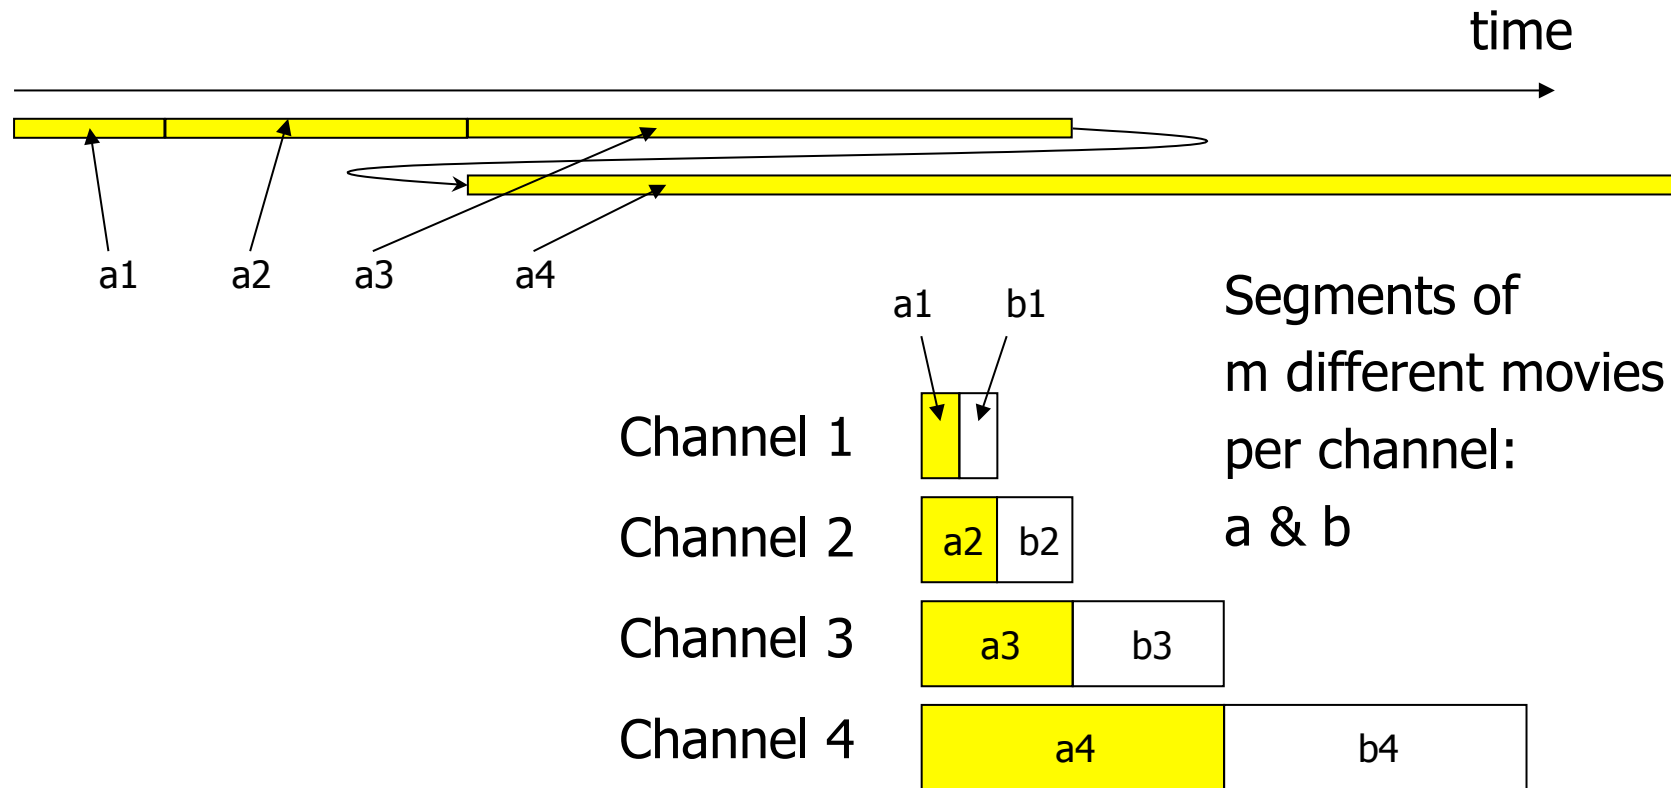 time
a1 a2 a3 a4
a1 b1
Segments of
m different movies
per channel:
a & b
Channel 1
Channel 2
a2 b2
Channel 3
a3 b3
Channel 4
a4 b4